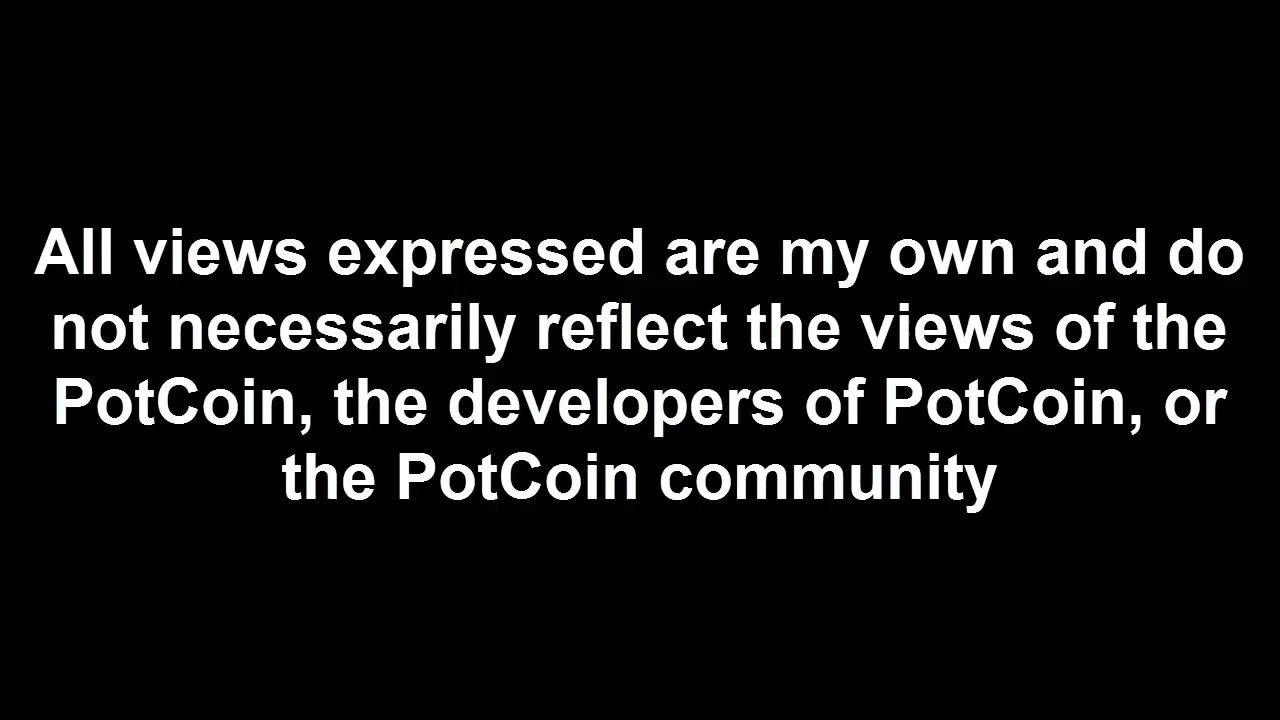 All views expressed are my own and do
not necessarily reflect the views of the
PotCoin, the developers of PotCoin, or
the PotCoin community